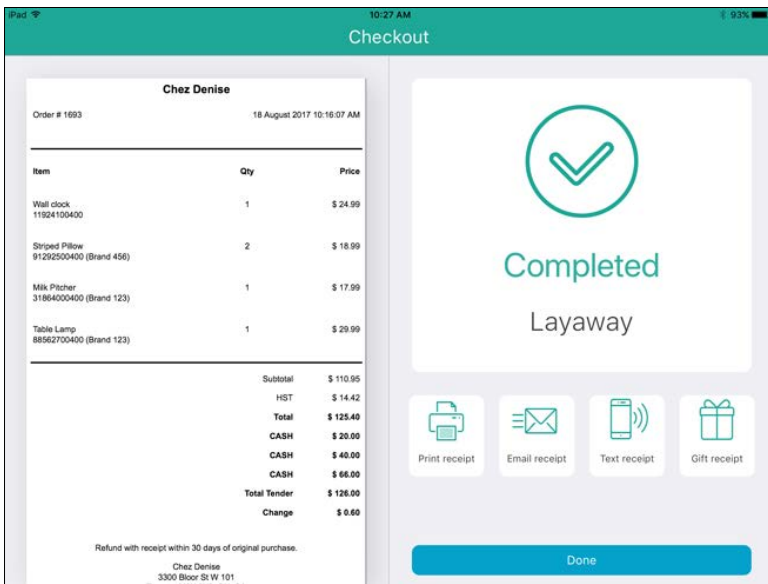 iPad 10:27 AM 93%
Checkout
Chez Denise
Order # 1693 18 August 2017 10:16:07 AM
Item Qty Price
Wall clock 1 $ 24.99
11924100400
Striped Pillow 2 $ 18.99
91292500400 (Brand 456)
Milk Pitcher 1 $ 17.99
31864000400 (Brand 123)
Table Lamp 1 $ 29.99
88562700400 (Brand 123)
Subtotal $ 110.95
HST $ 14.42
Total $ 125.40
CASH $ 20.00
CASH $ 40.00
CASH $ 66.00
Total Tender $ 126.00
Change $ 0.60
Refund with receipt within 30 days of original purchase.
Chez Denise
3300 Bloor St W 101
Completed
Layaway
Print receipt Email receipt Text receipt Gift receipt
Done